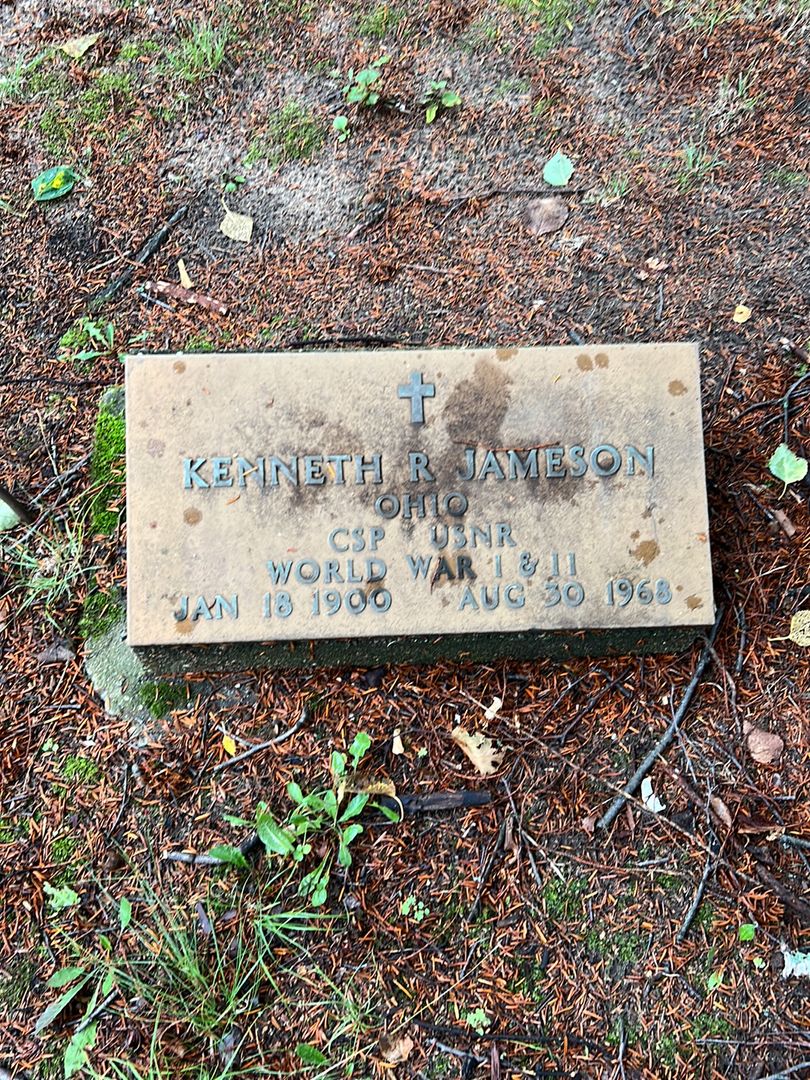 KENNETH R JAMESON
OHIO
CSP USNR
WORLD WAR I & II
JAN 18 1900 AUG 30 1968